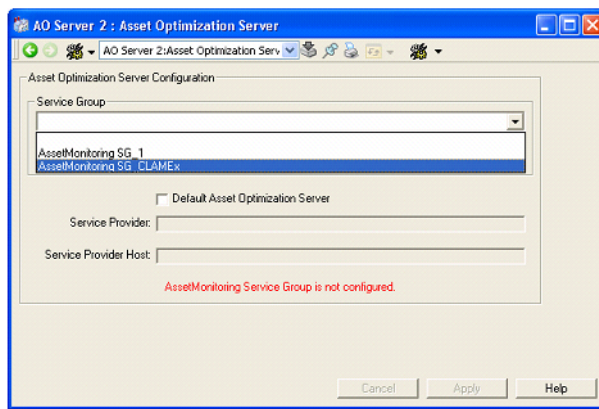 AO Server 2 : Asset Optimization Server
AO Server 2:Asset Optimization Serv
Asset Optimization Server Configuration
Service Group
AssetMonitoring SG_1
AssetMonitoring SG_CLAMEx
Default Asset Optimization Server
Service Provider:
Service Provider Host:
AssetMonitoring Service Group is not configured.
Cancel Apply Help